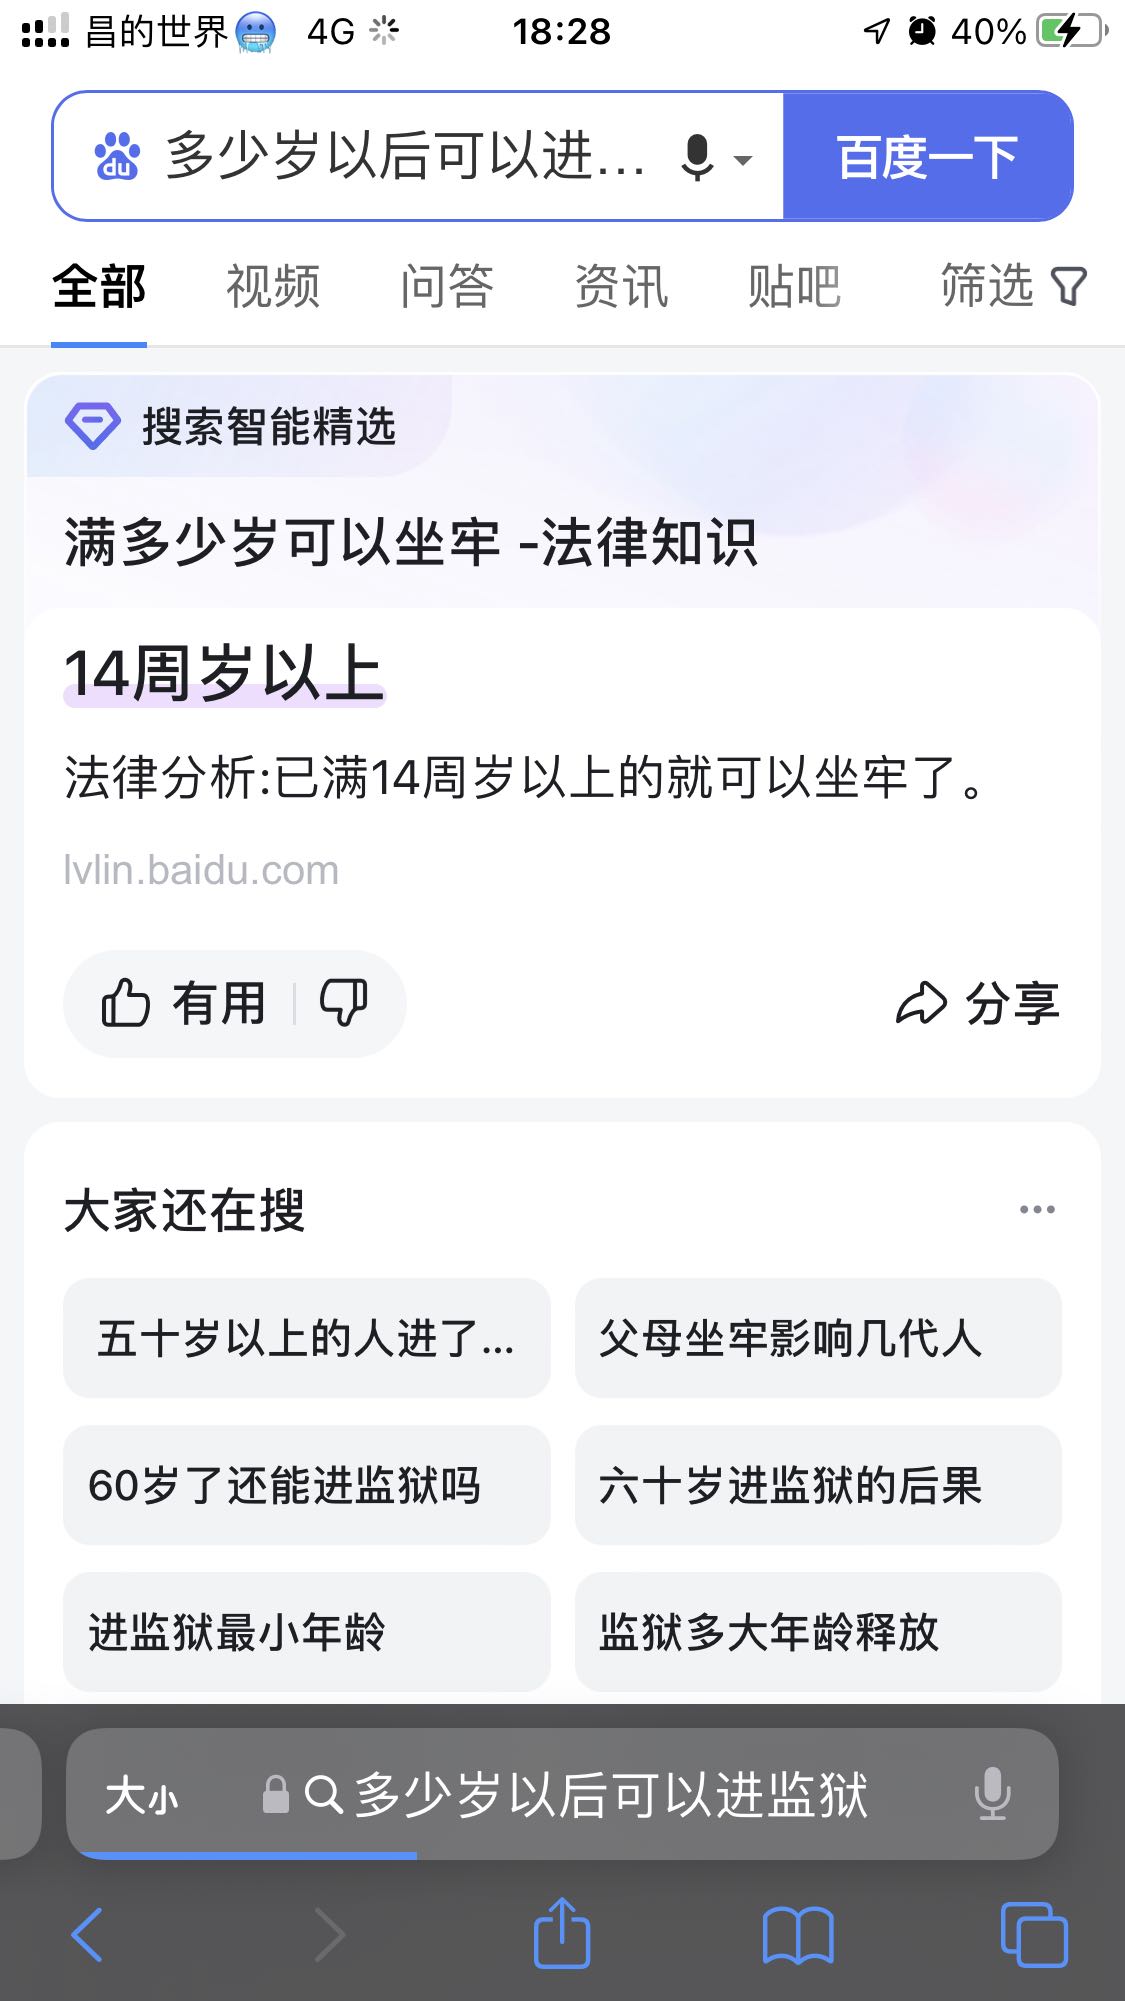 昌的世界🥶 4G 18:28 40%
du 多少岁以后可以进... 百度一下
全部 视频 问答 资讯 贴吧 筛选
搜索智能精选
满多少岁可以坐牢 -法律知识
14周岁以上
法律分析:已满14周岁以上的就可以坐牢了。
lvlin.baidu.com
有用 分享
大家还在搜
五十岁以上的人进了... 父母坐牢影响几代人
60岁了还能进监狱吗 六十岁进监狱的后果
进监狱最小年龄 监狱多大年龄释放
大小 多少岁以后可以进监狱